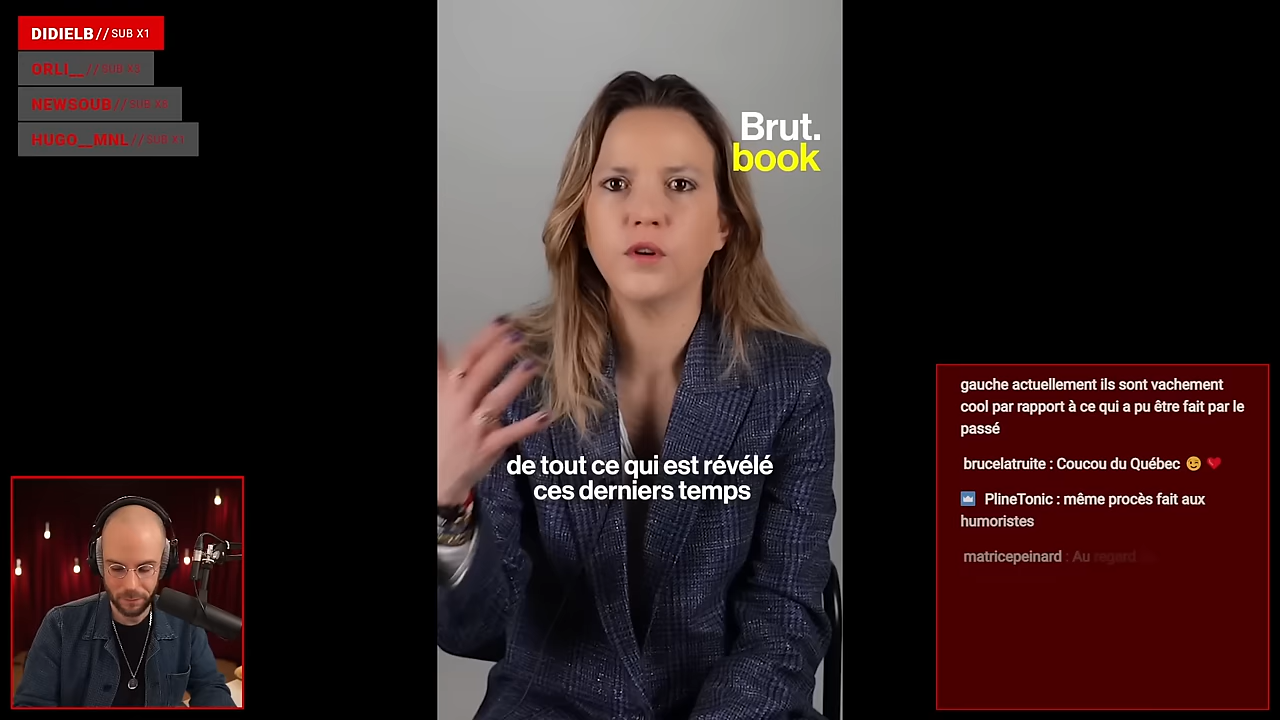 DIDIELB // SUB X1
ORLI__ // SUB X3
NEWSOUB // SUB X6
HUGO__MNL // SUB X1
Brut.
book
de tout ce qui est révélé
ces derniers temps
gauche actuellement ils sont vachement
cool par rapport à ce qui a pu être fait par le
passé
brucelatruite : Coucou du Québec 😉 ❤️
PlineTonic : même procès fait aux
humoristes
matricepeinard : Au regard